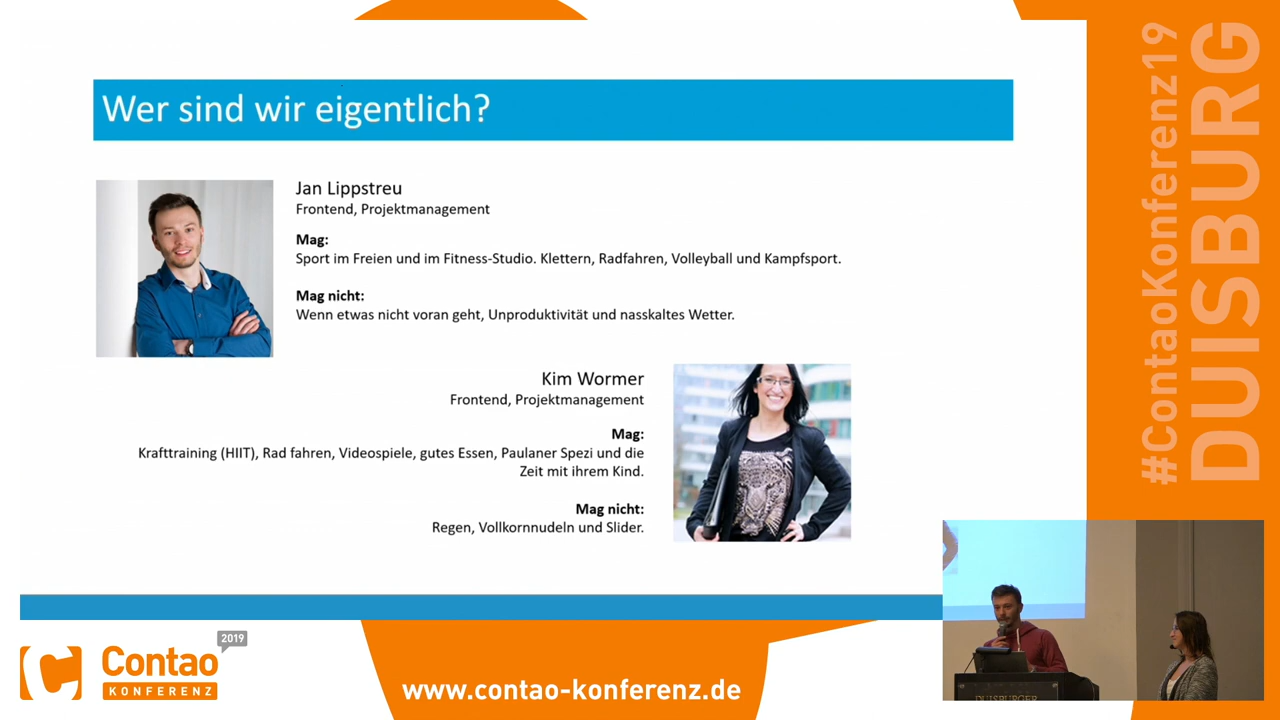 Wer sind wir eigentlich?
Jan Lippstreu
Frontend, Projektmanagement
Mag:
Sport im Freien und im Fitness-Studio. Klettern, Radfahren, Volleyball und Kampfsport.
Mag nicht:
Wenn etwas nicht voran geht, Unproduktivität und nasskaltes Wetter.
Kim Wormer
Frontend, Projektmanagement
Mag:
Krafttraining (HIIT), Rad fahren, Videospiele, gutes Essen, Paulaner Spezi und die
Zeit mit ihrem Kind.
Mag nicht:
Regen, Vollkornnudeln und Slider.
#ContaoKonferenz19
DUISBURG
2019
Contao
KONFERENZ
www.contao-konferenz.de
DUISBURGER